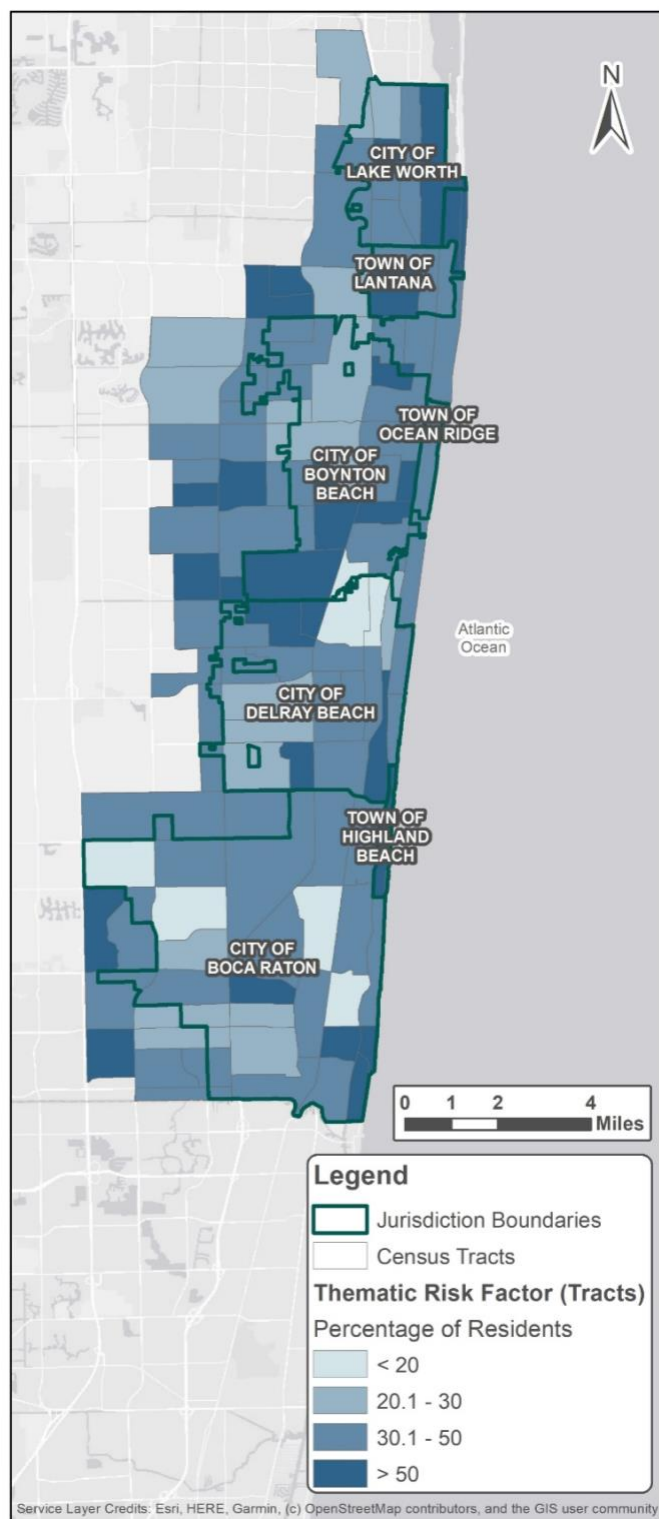 N
CITY OF
LAKE WORTH
TOWN OF
LANTANA
TOWN OF
OCEAN RIDGE
CITY OF
BOYNTON
BEACH
Atlantic
Ocean
CITY OF
DELRAY BEACH
TOWN OF
HIGHLAND
BEACH
CITY OF
BOCA RATON
0 1 2 4
Miles
Legend
Jurisdiction Boundaries
Census Tracts
Thematic Risk Factor (Tracts)
Percentage of Residents
< 20
20.1 - 30
30.1 - 50
> 50
Service Layer Credits: Esri, HERE, Garmin, (c) OpenStreetMap contributors, and the GIS user community